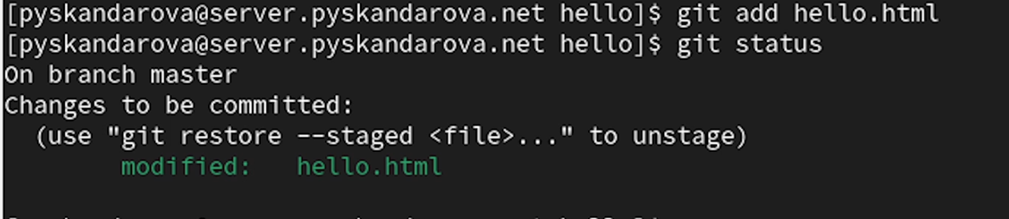 [pyskandarova@server.pyskandarova.net hello]$ git add hello.html
[pyskandarova@server.pyskandarova.net hello]$ git status
On branch master
Changes to be committed:
  (use "git restore --staged <file>..." to unstage)
        modified:   hello.html